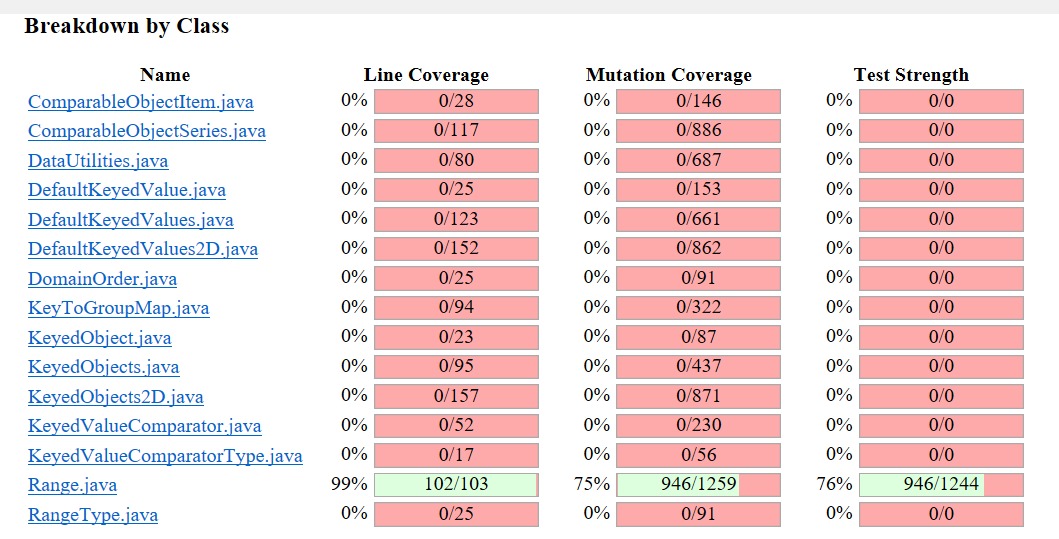 Breakdown by Class
Name Line Coverage Mutation Coverage Test Strength
ComparableObjectItem.java 0% 0/28 0% 0/146 0% 0/0
ComparableObjectSeries.java 0% 0/117 0% 0/886 0% 0/0
DataUtilities.java 0% 0/80 0% 0/687 0% 0/0
DefaultKeyedValue.java 0% 0/25 0% 0/153 0% 0/0
DefaultKeyedValues.java 0% 0/123 0% 0/661 0% 0/0
DefaultKeyedValues2D.java 0% 0/152 0% 0/862 0% 0/0
DomainOrder.java 0% 0/25 0% 0/91 0% 0/0
KeyToGroupMap.java 0% 0/94 0% 0/322 0% 0/0
KeyedObject.java 0% 0/23 0% 0/87 0% 0/0
KeyedObjects.java 0% 0/95 0% 0/437 0% 0/0
KeyedObjects2D.java 0% 0/157 0% 0/871 0% 0/0
KeyedValueComparator.java 0% 0/52 0% 0/230 0% 0/0
KeyedValueComparatorType.java 0% 0/17 0% 0/56 0% 0/0
Range.java 99% 102/103 75% 946/1259 76% 946/1244
RangeType.java 0% 0/25 0% 0/91 0% 0/0